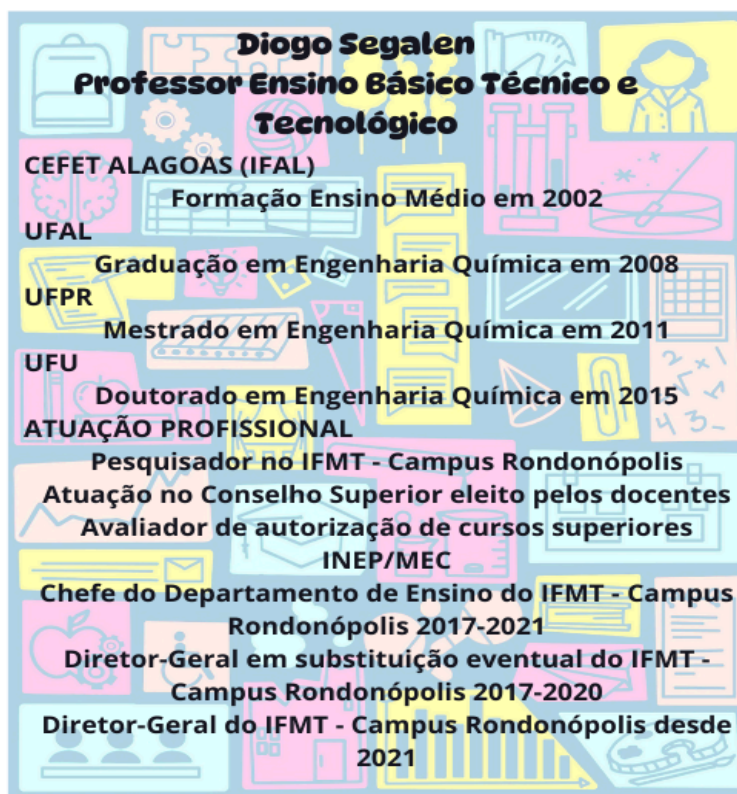 Diogo Segalen
Professor Ensino Básico Técnico e
Tecnológico
CEFET ALAGOAS (IFAL)
Formação Ensino Médio em 2002
UFAL
Graduação em Engenharia Química em 2008
UFPR
Mestrado em Engenharia Química em 2011
UFU
Doutorado em Engenharia Química em 2015
ATUAÇÃO PROFISSIONAL
Pesquisador no IFMT - Campus Rondonópolis
Atuação no Conselho Superior eleito pelos docentes
Avaliador de autorização de cursos superiores
INEP/MEC
Chefe do Departamento de Ensino do IFMT - Campus
Rondonópolis 2017-2021
Diretor-Geral em substituição eventual do IFMT -
Campus Rondonópolis 2017-2020
Diretor-Geral do IFMT - Campus Rondonópolis desde
2021